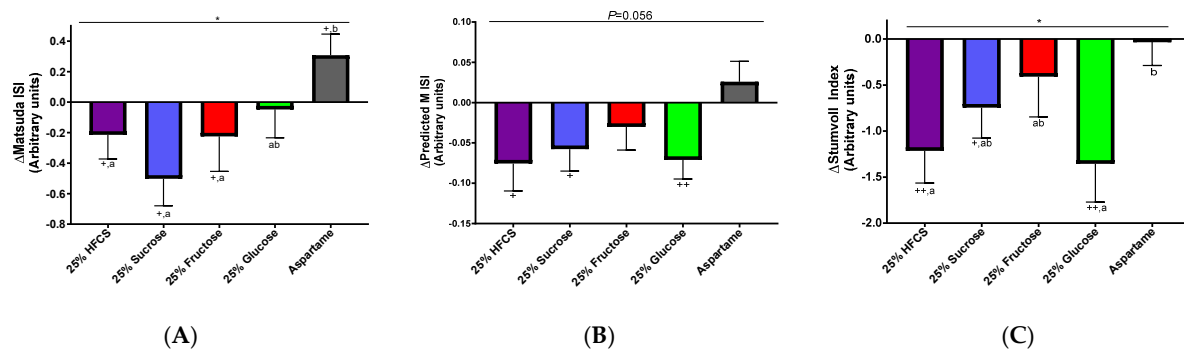 *
ΔMatsuda ISI
(Arbitrary units)
0.4
0.2
0.0
-0.2
-0.4
-0.6
-0.8
+,a
+,a
+,a
ab
+,b
25% HFCS
25% Sucrose
25% Fructose
25% Glucose
Aspartame
(A)
P=0.056
ΔPredicted M ISI
(Arbitrary units)
0.10
0.05
0.00
-0.05
-0.10
-0.15
+
+
++
25% HFCS
25% Sucrose
25% Fructose
25% Glucose
Aspartame
(B)
*
ΔStumvoll Index
(Arbitrary units)
0.0
-0.5
-1.0
-1.5
-2.0
++,a
+,ab
ab
++,a
b
25% HFCS
25% Sucrose
25% Fructose
25% Glucose
Aspartame
(C)